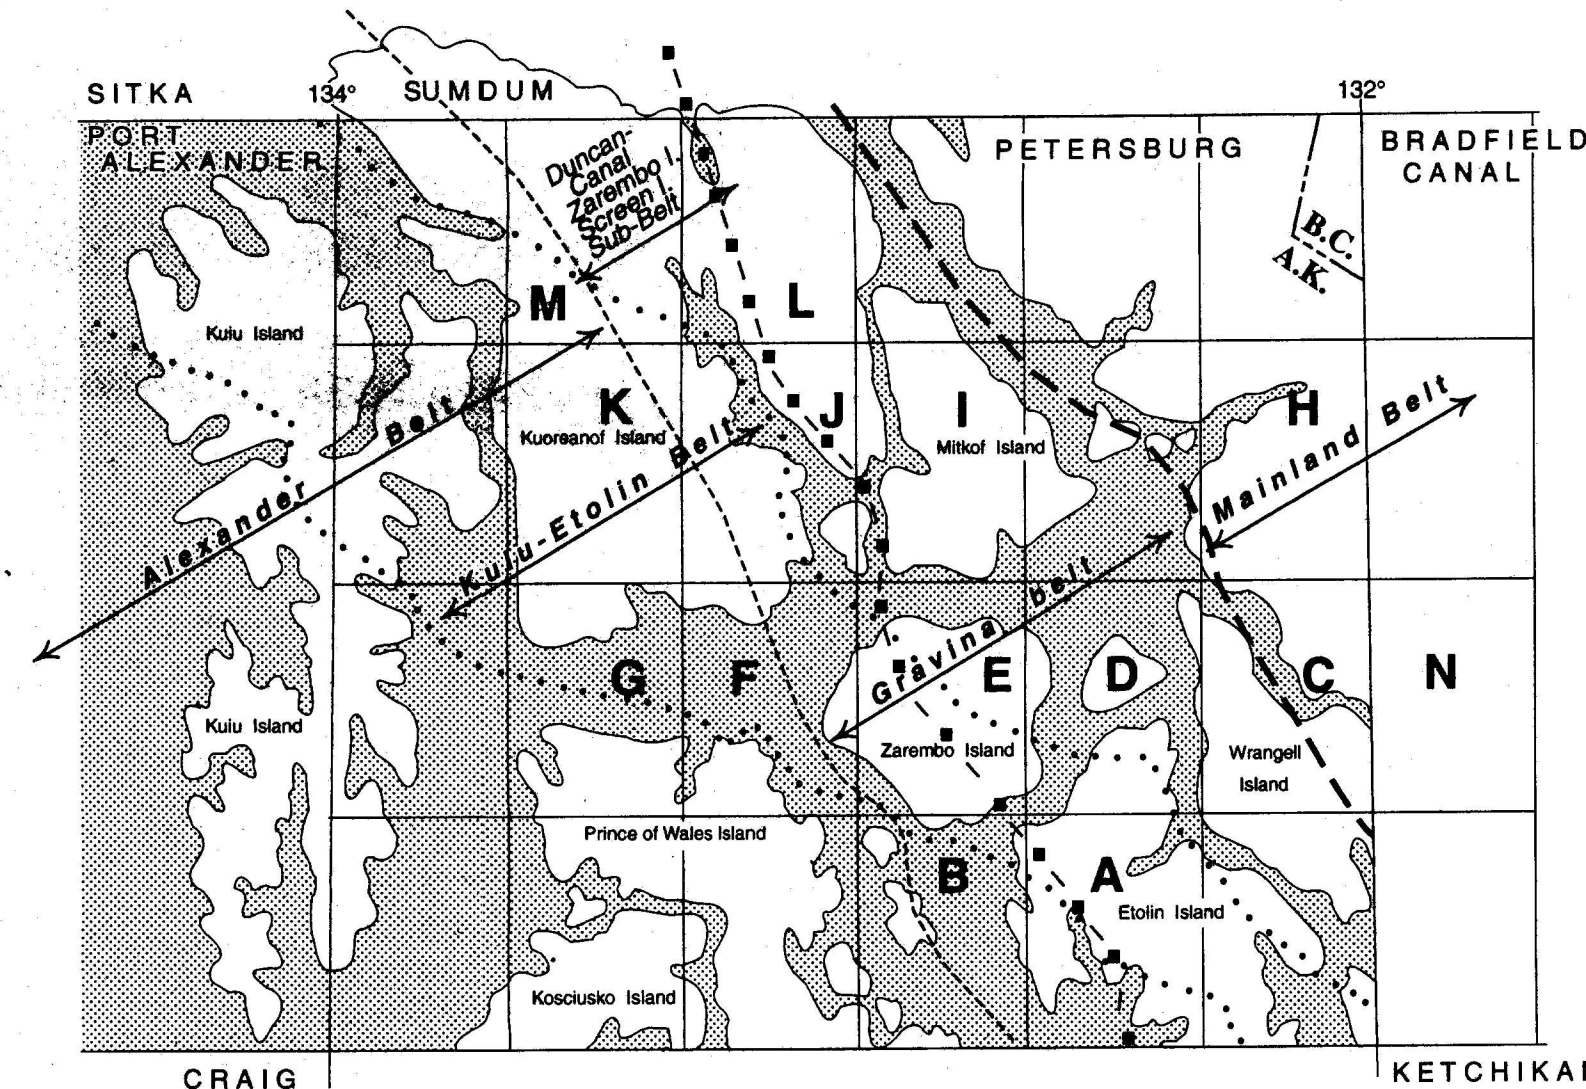 SITKA
134°
SUMDUM
132°
PORT
ALEXANDER
PETERSBURG
BRADFIELD
CANAL
Duncan-
Canal
Zarembo I.
Screen I.
Sub-Belt
B.C.
A.K.
M
L
Kuiu Island
K
J
I
H
Kuoreanof Island
Mitkof Island
Alexander Belt
Kuiu-Etolin Belt
Mainland Belt
Gravina belt
G
F
E
D
C
N
Kuiu Island
Zarembo Island
Wrangell
Island
Prince of Wales Island
B
A
Etolin Island
Kosciusko Island
CRAIG
KETCHIKA